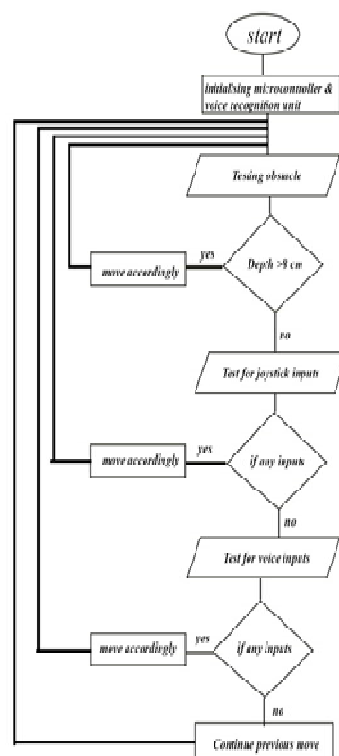 start
initialising microcontroller &
voice recognition unit
Testing obstacle
Depth >8 cm
yes
move accordingly
no
Test for joystick inputs
if any inputs
yes
move accordingly
no
Test for voice inputs
if any inputs
yes
move accordingly
no
Continue previous move